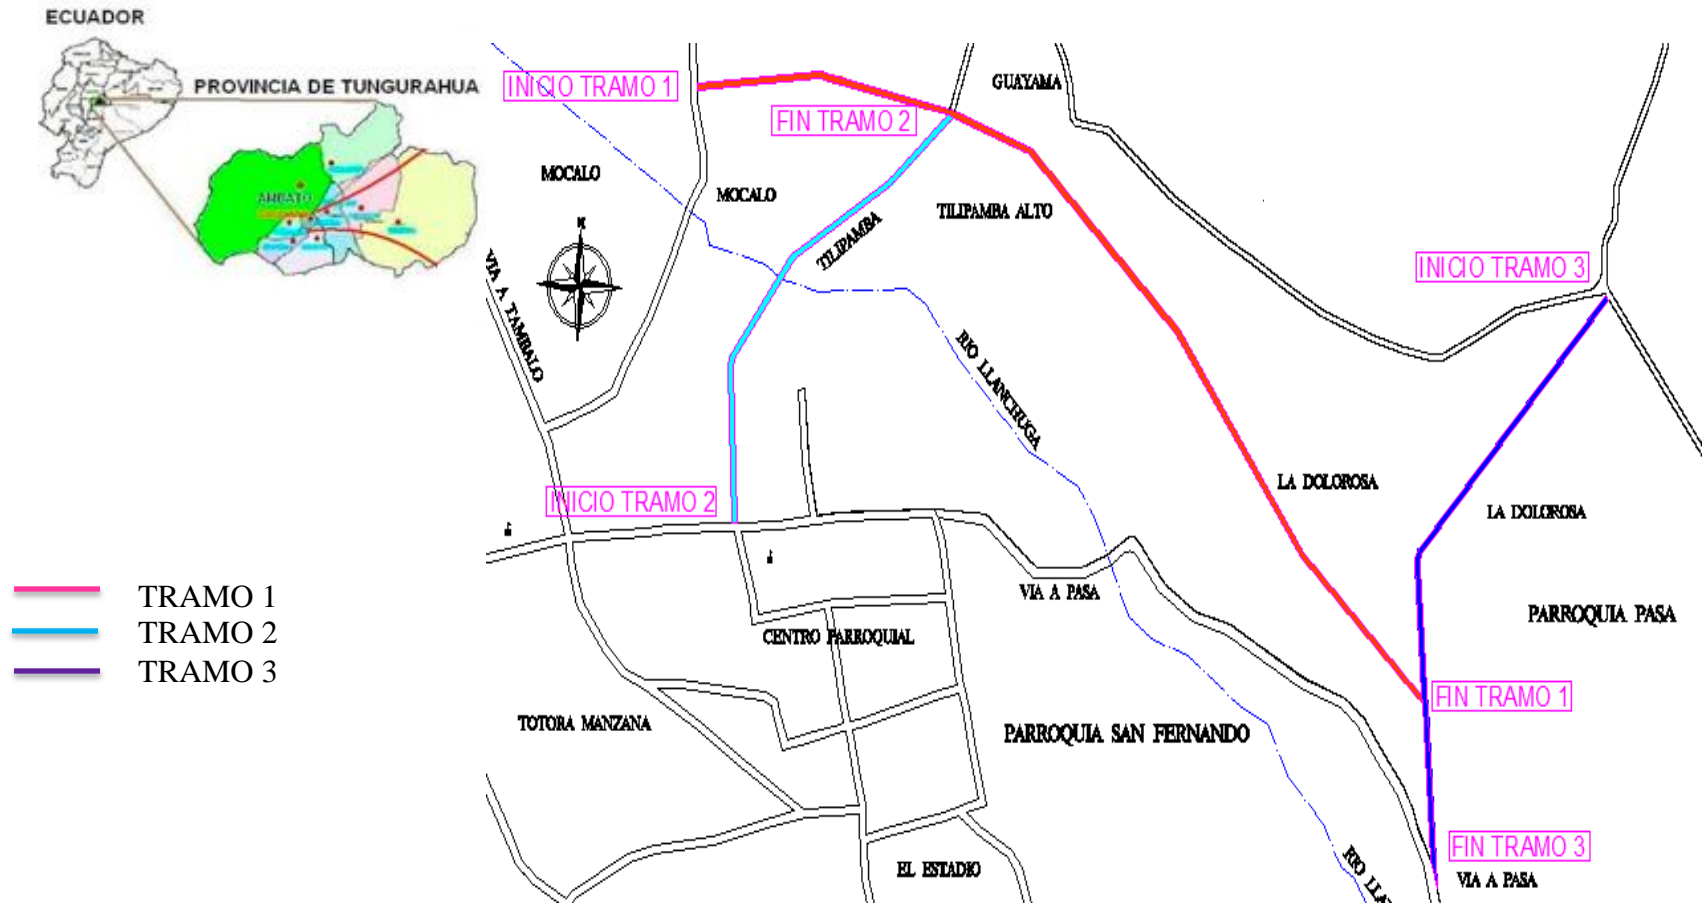 ECUADOR
PROVINCIA DE TUNGURAHUA
AMBATO
INICIO TRAMO 1
FIN TRAMO 2
GUAYAMA
MOCALO
MOCALO
TILIPAMBA
TILIPAMBA ALTO
N
INICIO TRAMO 3
VIA A TAMBALO
RIO LLANCHUGA
LA DOLOROSA
LA DOLOROSA
INICIO TRAMO 2
VIA A PASA
PARROQUIA PASA
CENTRO PARROQUIAL
TRAMO 1
TRAMO 2
TRAMO 3
FIN TRAMO 1
TOTORA MANZANA
PARROQUIA SAN FERNANDO
FIN TRAMO 3
EL ESTADIO
RIO
VIA A PASA